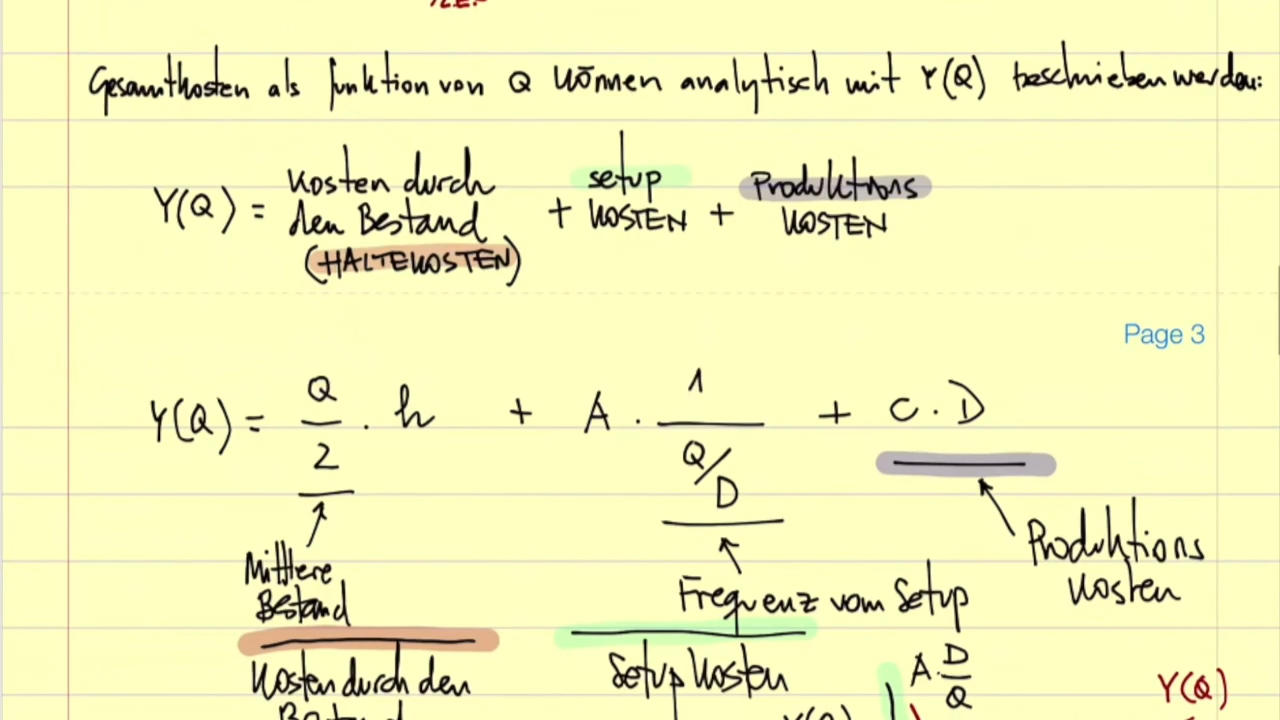 Gesamtkosten als funktion von Q können analytisch mit Y(Q) beschrieben werden:
Y(Q) = Kosten durch den Bestand (HALTEKOSTEN) + setup KOSTEN + Produktions KOSTEN
Page 3
Y(Q) = Q/2 · h + A · 1/(Q/D) + C · D
Mittlere
Bestand
Frequenz vom Setup
Produktions
Kosten
Kosten durch den
Bestand
Setup Kosten
A · D/Q
Y(Q)
Y(Q)